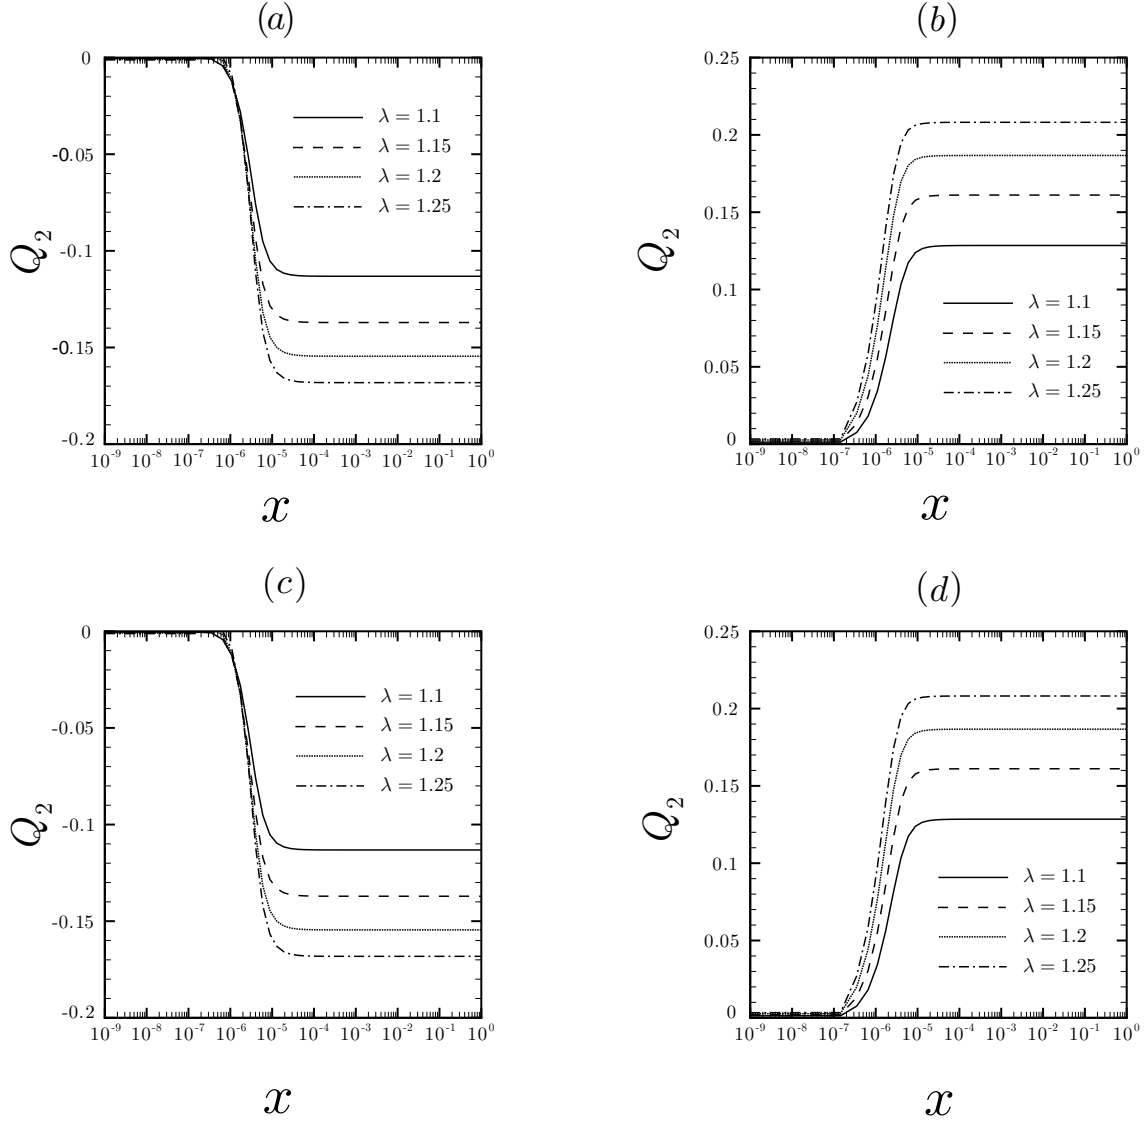 (a)
0
-0.05
-0.1
-0.15
-0.2
Q₂
λ = 1.1
λ = 1.15
λ = 1.2
λ = 1.25
10⁻⁹ 10⁻⁸ 10⁻⁷ 10⁻⁶ 10⁻⁵ 10⁻⁴ 10⁻³ 10⁻² 10⁻¹ 10⁰
x
(b)
0.25
0.2
0.15
0.1
0.05
0
Q₂
λ = 1.1
λ = 1.15
λ = 1.2
λ = 1.25
10⁻⁹ 10⁻⁸ 10⁻⁷ 10⁻⁶ 10⁻⁵ 10⁻⁴ 10⁻³ 10⁻² 10⁻¹ 10⁰
x
(c)
0
-0.05
-0.1
-0.15
-0.2
Q₂
λ = 1.1
λ = 1.15
λ = 1.2
λ = 1.25
10⁻⁹ 10⁻⁸ 10⁻⁷ 10⁻⁶ 10⁻⁵ 10⁻⁴ 10⁻³ 10⁻² 10⁻¹ 10⁰
x
(d)
0.25
0.2
0.15
0.1
0.05
0
Q₂
λ = 1.1
λ = 1.15
λ = 1.2
λ = 1.25
10⁻⁹ 10⁻⁸ 10⁻⁷ 10⁻⁶ 10⁻⁵ 10⁻⁴ 10⁻³ 10⁻² 10⁻¹ 10⁰
x